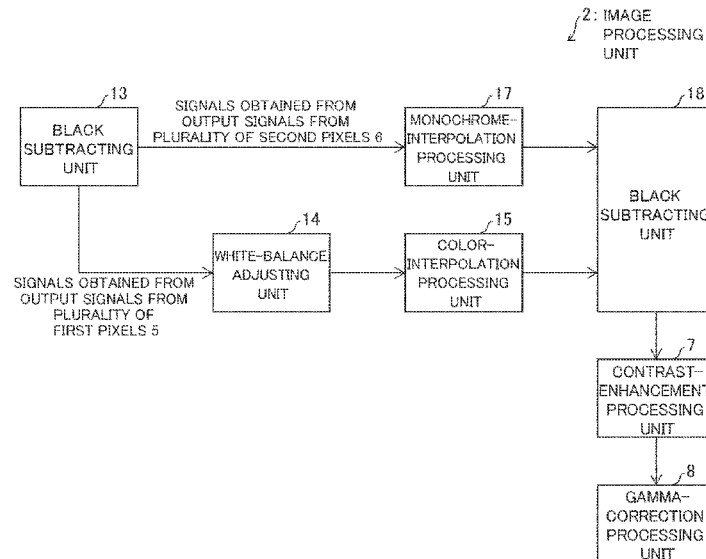 2: IMAGE
PROCESSING
UNIT
13
BLACK
SUBTRACTING
UNIT
SIGNALS OBTAINED FROM
OUTPUT SIGNALS FROM
PLURALITY OF SECOND PIXELS 6
17
MONOCHROME-
INTERPOLATION
PROCESSING
UNIT
18
BLACK
SUBTRACTING
UNIT
14
WHITE-BALANCE
ADJUSTING
UNIT
15
COLOR-
INTERPOLATION
PROCESSING
UNIT
SIGNALS OBTAINED FROM
OUTPUT SIGNALS FROM
PLURALITY OF
FIRST PIXELS 5
7
CONTRAST-
ENHANCEMENT
PROCESSING
UNIT
8
GAMMA-
CORRECTION
PROCESSING
UNIT